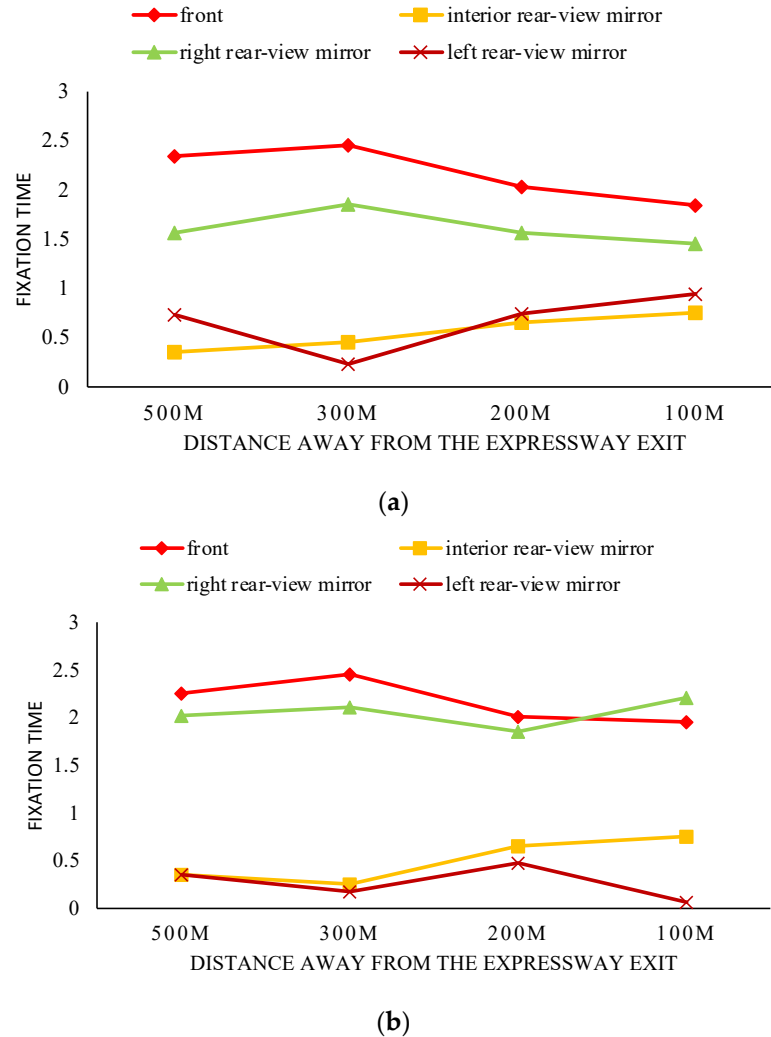 front interior rear-view mirror
right rear-view mirror left rear-view mirror
3
2.5
2
1.5
1
0.5
0
FIXATION TIME
500M 300M 200M 100M
DISTANCE AWAY FROM THE EXPRESSWAY EXIT
(a)
front interior rear-view mirror
right rear-view mirror left rear-view mirror
3
2.5
2
1.5
1
0.5
0
FIXATION TIME
500M 300M 200M 100M
DISTANCE AWAY FROM THE EXPRESSWAY EXIT
(b)